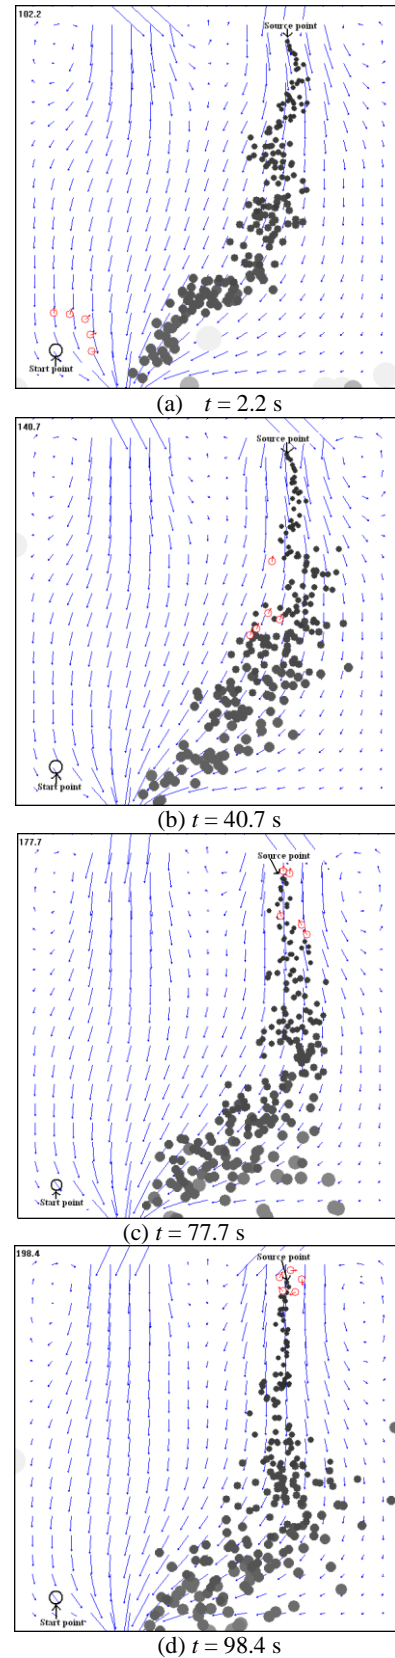 102.2
Source point
Start point
(a) t = 2.2 s
140.7
Source point
Start point
(b) t = 40.7 s
177.7
Source point
Start point
(c) t = 77.7 s
198.4
Source point
Start point
(d) t = 98.4 s